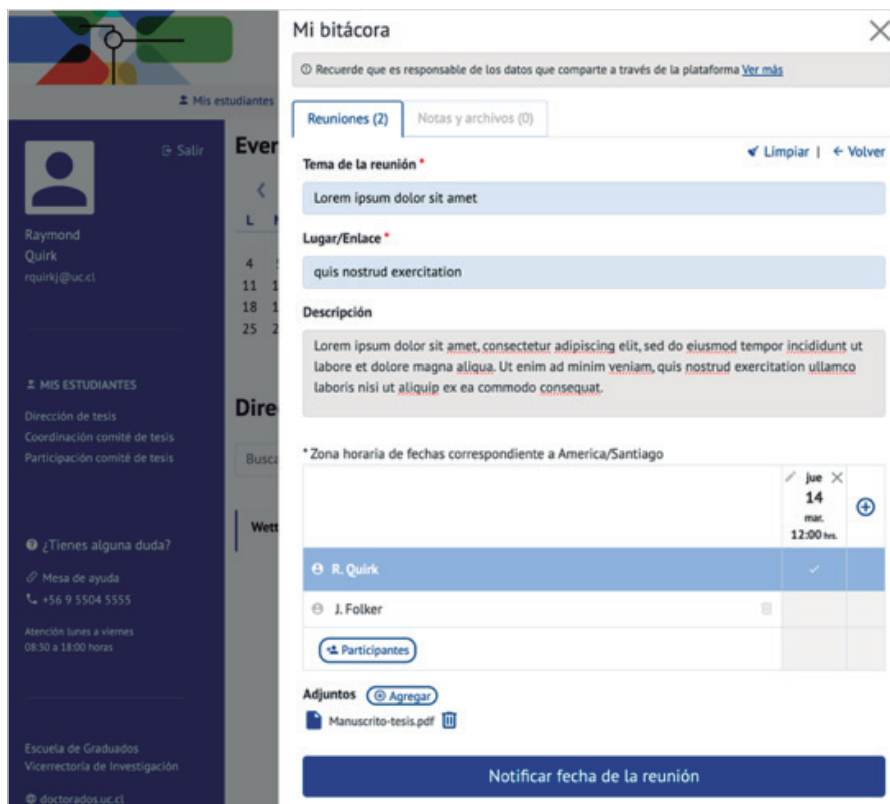 Mis estudiantes
Salir
Raymond
Quirk
rquirkj@uc.cl
MIS ESTUDIANTES
Dirección de tesis
Coordinación comité de tesis
Participación comité de tesis
¿Tienes alguna duda?
Mesa de ayuda
+56 9 5504 5555
Atención lunes a viernes
08:30 a 18:00 horas
Escuela de Graduados
Vicerrectoría de Investigación
doctorados.uc.cl
L
4
11
18
25
Mi bitácora
Recuerde que es responsable de los datos que comparte a través de la plataforma Ver más
Reuniones (2) Notas y archivos (0)
Limpiar | Volver
Tema de la reunión *
Lorem ipsum dolor sit amet
Lugar/Enlace *
quis nostrud exercitation
Descripción
Lorem ipsum dolor sit amet, consectetur adipiscing elit, sed do eiusmod tempor incididunt ut
labore et dolore magna aliqua. Ut enim ad minim veniam, quis nostrud exercitation ullamco
laboris nisi ut aliquip ex ea commodo consequat.
* Zona horaria de fechas correspondiente a America/Santiago
jue
14
mar.
12:00 hrs.
R. Quirk
J. Folker
Participantes
Adjuntos Agregar
Manuscrito-tesis.pdf
Notificar fecha de la reunión